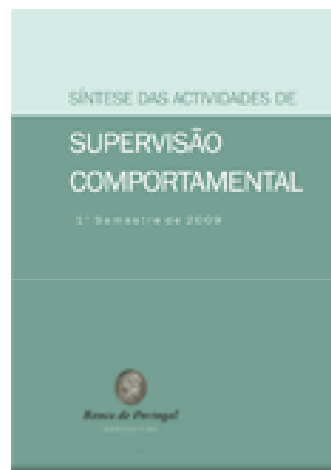 SÍNTESE DAS ACTIVIDADES DE
SUPERVISÃO
COMPORTAMENTAL
1º Semestre de 2009
Banco de Portugal